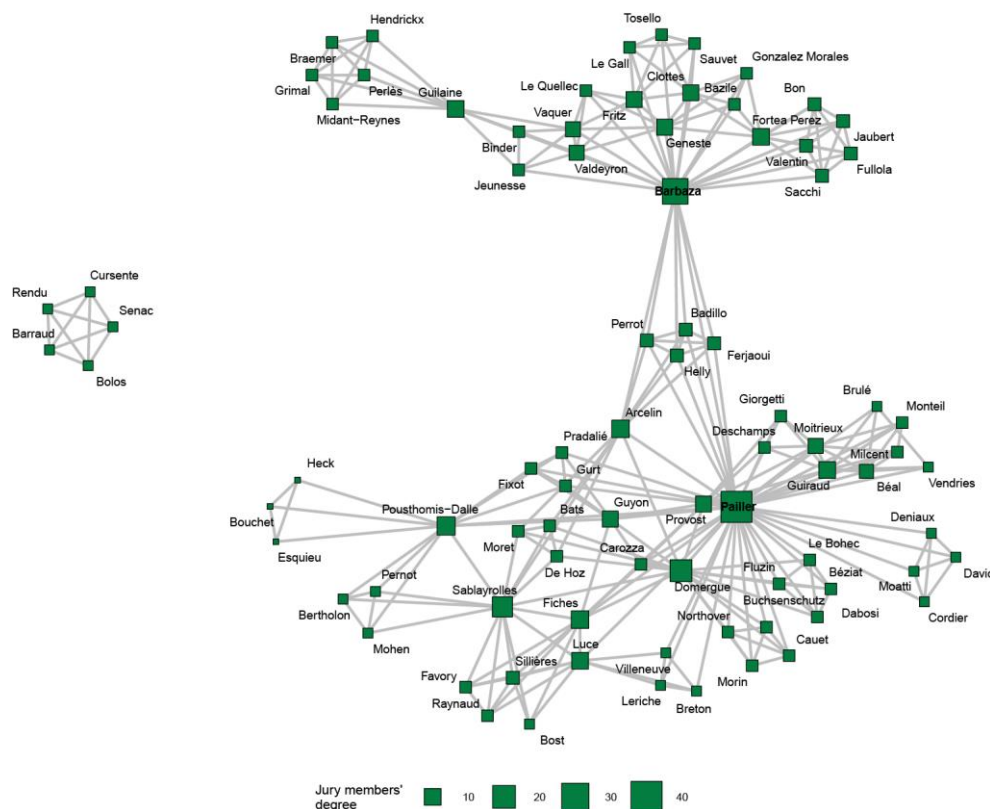 Hendrickx
Tosello
Braemer
Sauvet
Le Gall
Gonzalez Morales
Clottes
Grimal
Perlès
Guilaine
Le Quellec
Bazile
Bon
Midant-Reynes
Vaquer
Fritz
Fortea Perez
Jaubert
Binder
Geneste
Valdeyron
Valentin
Fullola
Jeunesse
Barbaza
Sacchi
Cursente
Rendu
Senac
Barraud
Bolos
Badillo
Perrot
Ferjaoui
Helly
Brulé
Giorgetti
Monteil
Arcelin
Deschamps
Moitrieux
Pradalié
Milcent
Heck
Gurt
Guiraud
Béal
Vendries
Fixot
Guyon
Pousthomis-Dalle
Bats
Provost
Pailler
Bouchet
Deniaux
Moret
Carozza
Le Bohec
Esquieu
Fluzin
Béziat
David
De Hoz
Moatti
Pernot
Domergue
Buchsenschutz
Sablayrolles
Fiches
Dabosi
Cordier
Bertholon
Northover
Cauet
Mohen
Luce
Sillières
Villeneuve
Morin
Favory
Leriche
Breton
Raynaud
Bost
Jury members'
degree
10
20
30
40